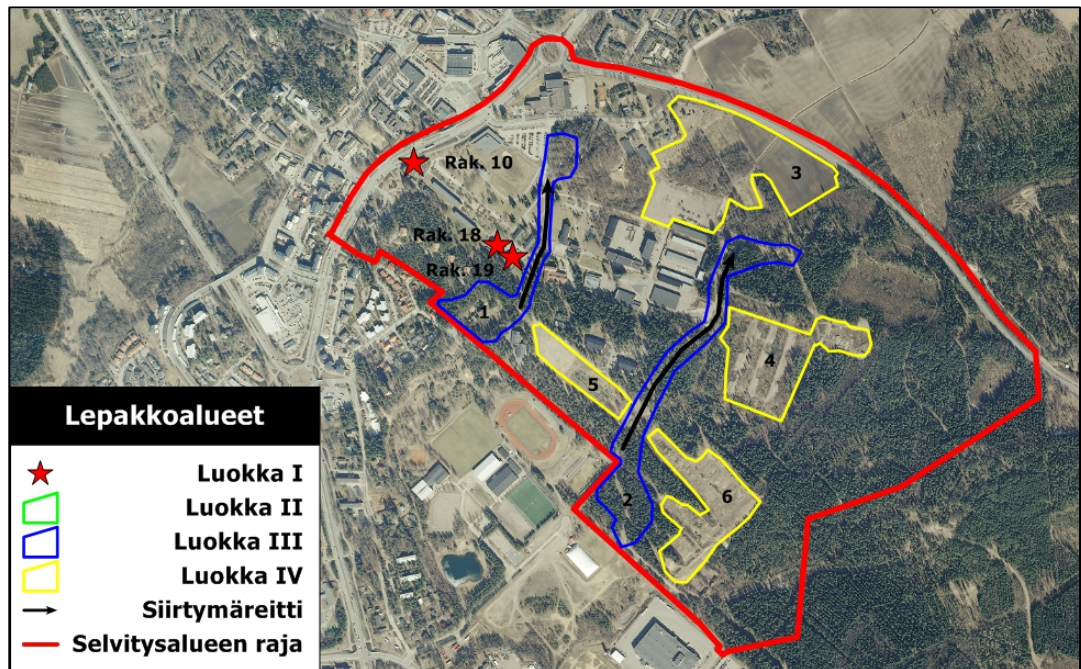 Rak. 10
3
Rak. 18
Rak. 19
1
4
5
2
6
Lepakkoalueet
Luokka I
Luokka II
Luokka III
Luokka IV
Siirtymäreitti
Selvitysalueen raja